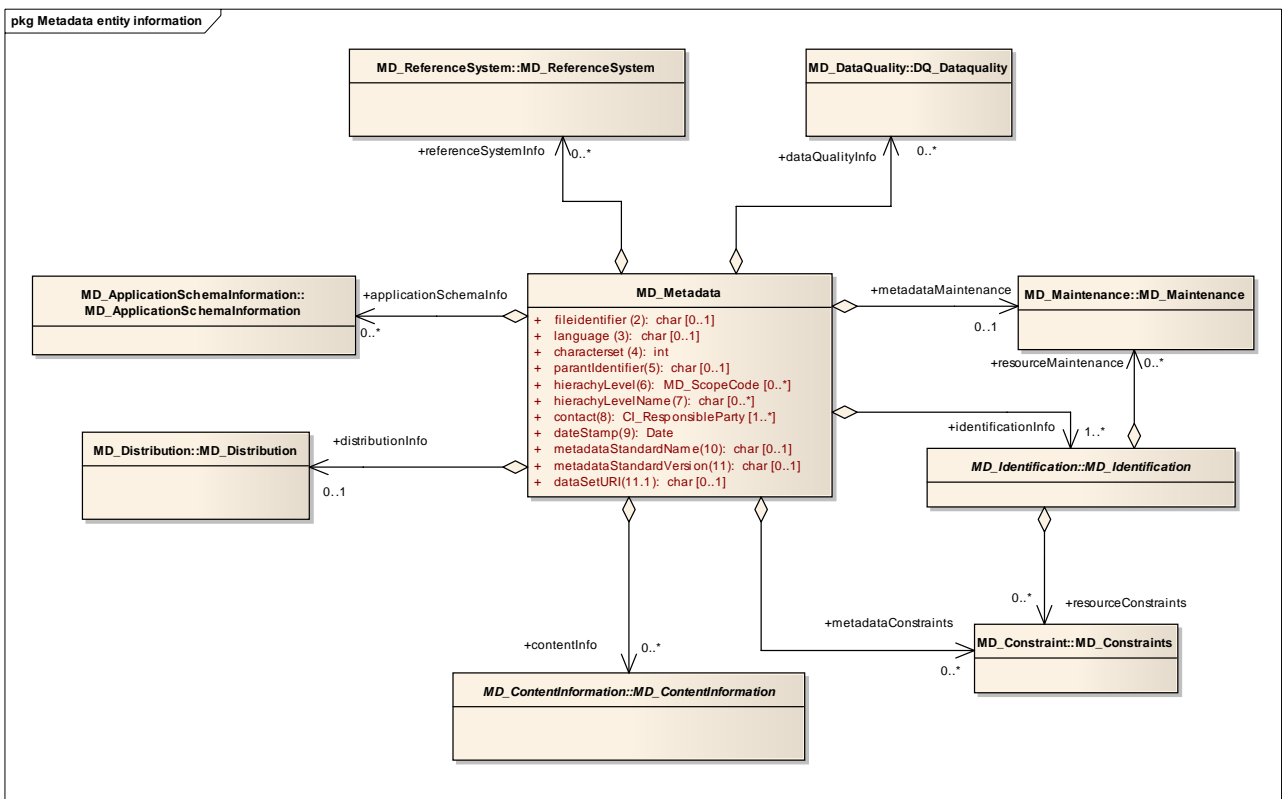 pkg Metadata entity information
MD_ReferenceSystem::MD_ReferenceSystem
MD_DataQuality::DQ_Dataquality
+referenceSystemInfo
0..*
+dataQualityInfo
0..*
MD_ApplicationSchemaInformation::
MD_ApplicationSchemaInformation
+applicationSchemaInfo
0..*
MD_Metadata
+ fileidentifier (2): char [0..1]
+ language (3): char [0..1]
+ characterset (4): int
+ parantIdentifier(5): char [0..1]
+ hierachyLevel(6): MD_ScopeCode [0..*]
+ hierachyLevelName(7): char [0..*]
+ contact(8): CI_ResponsibleParty [1..*]
+ dateStamp(9): Date
+ metadataStandardName(10): char [0..1]
+ metadataStandardVersion(11): char [0..1]
+ dataSetURI(11.1): char [0..1]
+metadataMaintenance
0..1
MD_Maintenance::MD_Maintenance
+resourceMaintenance
0..*
+identificationInfo
1..*
MD_Distribution::MD_Distribution
+distributionInfo
0..1
MD_Identification::MD_Identification
0..*
+resourceConstraints
+metadataConstraints
0..*
MD_Constraint::MD_Constraints
+contentInfo
0..*
MD_ContentInformation::MD_ContentInformation